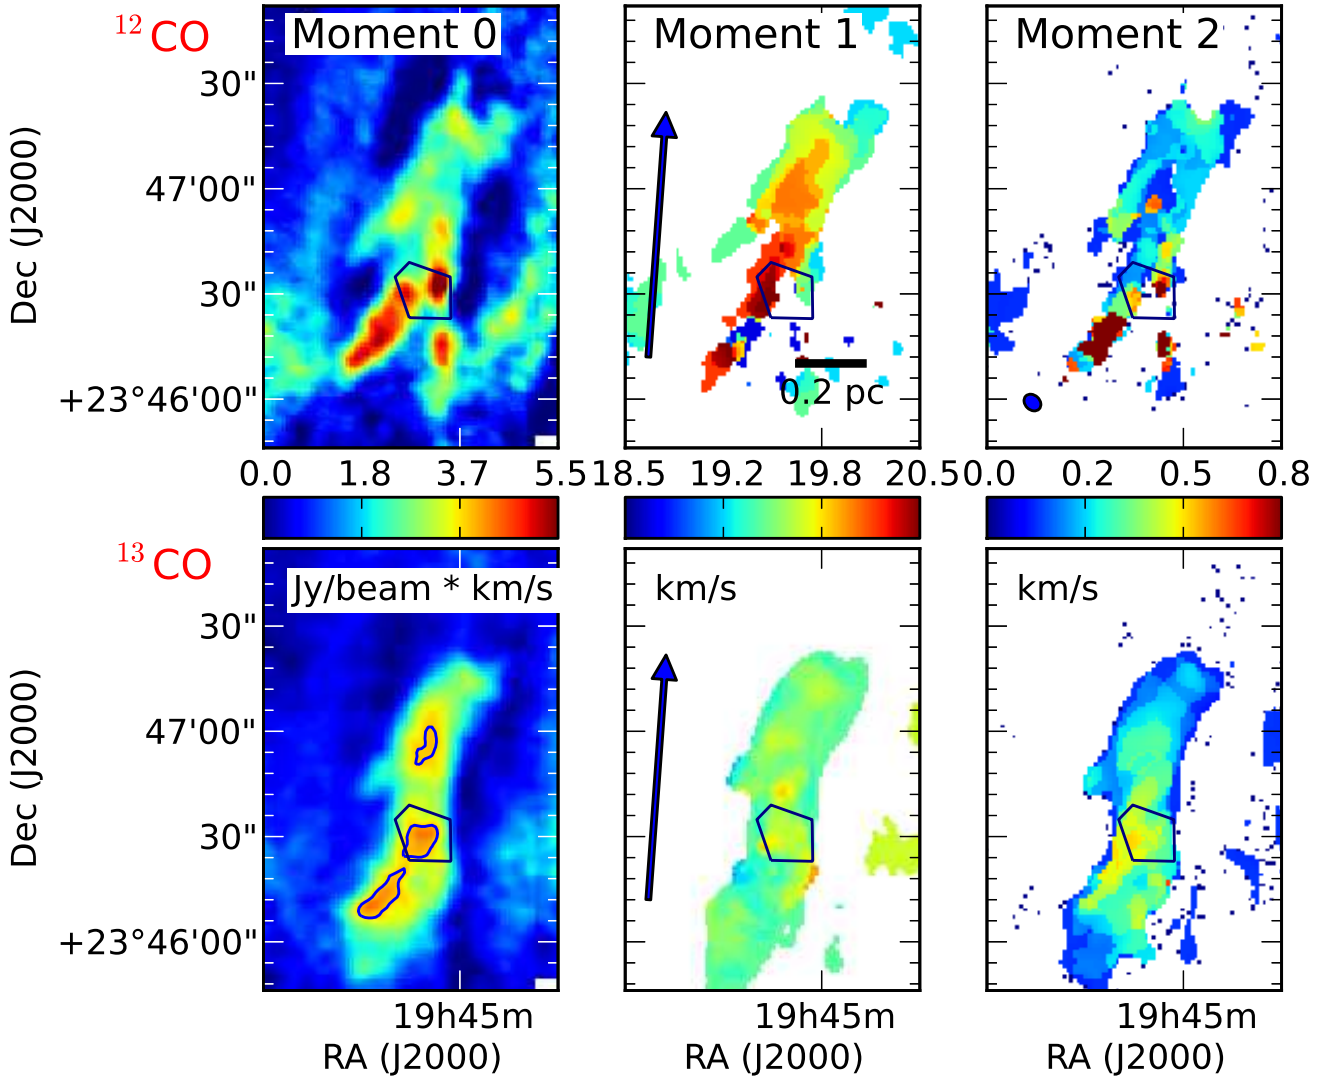 ¹²CO
Moment 0
Moment 1
Moment 2
30"
47'00"
30"
+23°46'00"
Dec (J2000)
0.2 pc
0.0 1.8 3.7 5.5
18.5 19.2 19.8 20.5
0.0 0.2 0.5 0.8
¹³CO
Jy/beam * km/s
km/s
km/s
30"
47'00"
30"
+23°46'00"
Dec (J2000)
19h45m
19h45m
19h45m
RA (J2000)
RA (J2000)
RA (J2000)